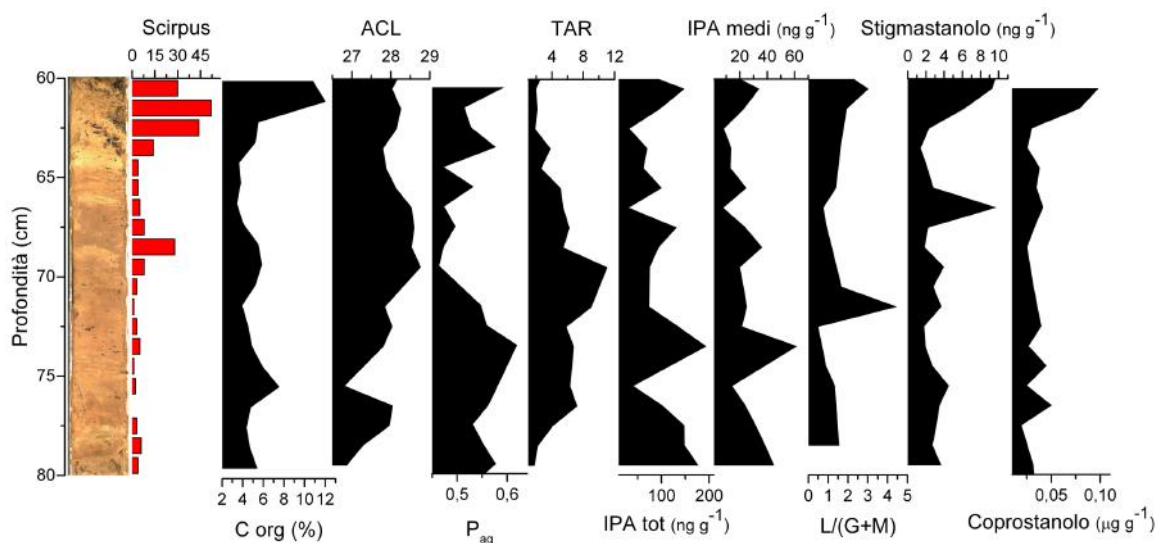 Scirpus ACL TAR IPA medi (ng g⁻¹) Stigmastanolo (ng g⁻¹)
0 15 30 45 27 28 29 4 8 12 20 40 60 0 2 4 6 8 10
60
65
70
75
80
Profondità (cm)
2 4 6 8 10 12 0,5 0,6 100 200 0 1 2 3 4 5 0,05 0,10
C org (%) P_aq IPA tot (ng g⁻¹) L/(G+M) Coprostanolo (µg g⁻¹)